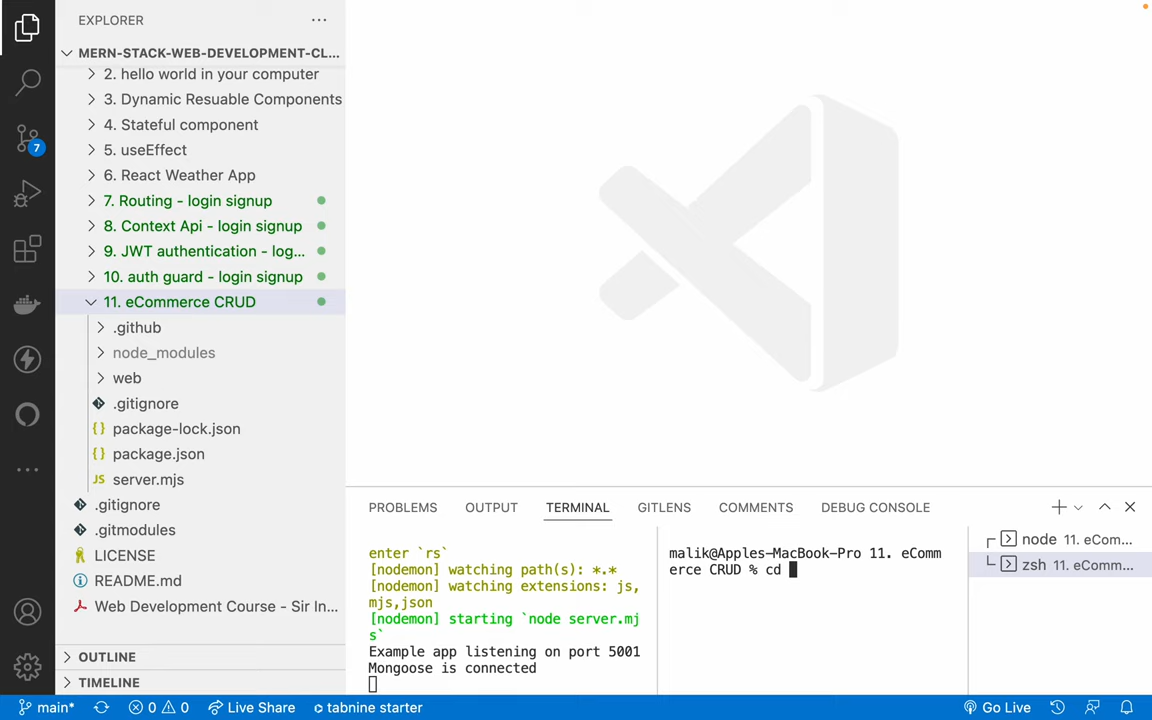 EXPLORER
MERN-STACK-WEB-DEVELOPMENT-CL...
2. hello world in your computer
3. Dynamic Resuable Components
4. Stateful component
5. useEffect
6. React Weather App
7. Routing - login signup
8. Context Api - login signup
9. JWT authentication - log...
10. auth guard - login signup
11. eCommerce CRUD
.github
node_modules
web
.gitignore
package-lock.json
package.json
server.mjs
.gitignore
.gitmodules
LICENSE
README.md
Web Development Course - Sir In...
OUTLINE
TIMELINE
7
PROBLEMS OUTPUT TERMINAL GITLENS COMMENTS DEBUG CONSOLE
enter `rs`
[nodemon] watching path(s): *.*
[nodemon] watching extensions: js,
mjs,json
[nodemon] starting `node server.mj
s`
Example app listening on port 5001
Mongoose is connected
malik@Apples-MacBook-Pro 11. eComm
erce CRUD % cd
node 11. eCom...
zsh 11. eComm...
main* 0 0 Live Share tabnine starter Go Live